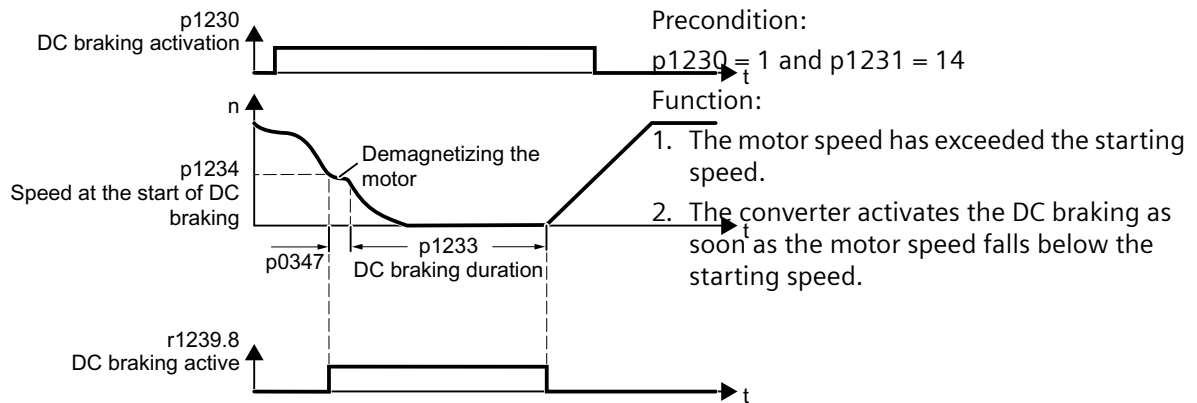 p1230
DC braking activation
t
n
p1234
Speed at the start of DC
braking
Demagnetizing the
motor
t
p0347
p1233
DC braking duration
r1239.8
DC braking active
t
Precondition:
p1230 = 1 and p1231 = 14
Function:
1. The motor speed has exceeded the starting
speed.
2. The converter activates the DC braking as
soon as the motor speed falls below the
starting speed.